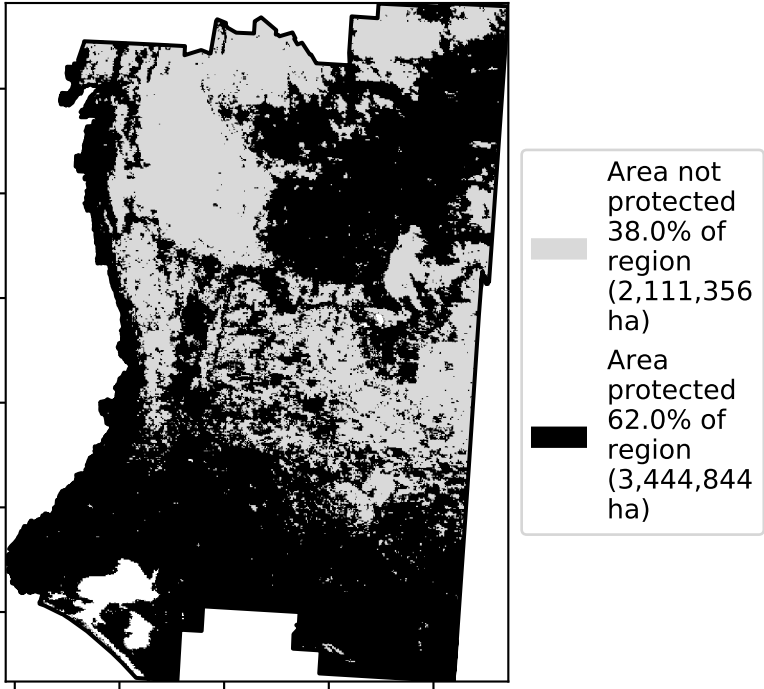 Area not
protected
38.0% of
region
(2,111,356
ha)
Area
protected
62.0% of
region
(3,444,844
ha)